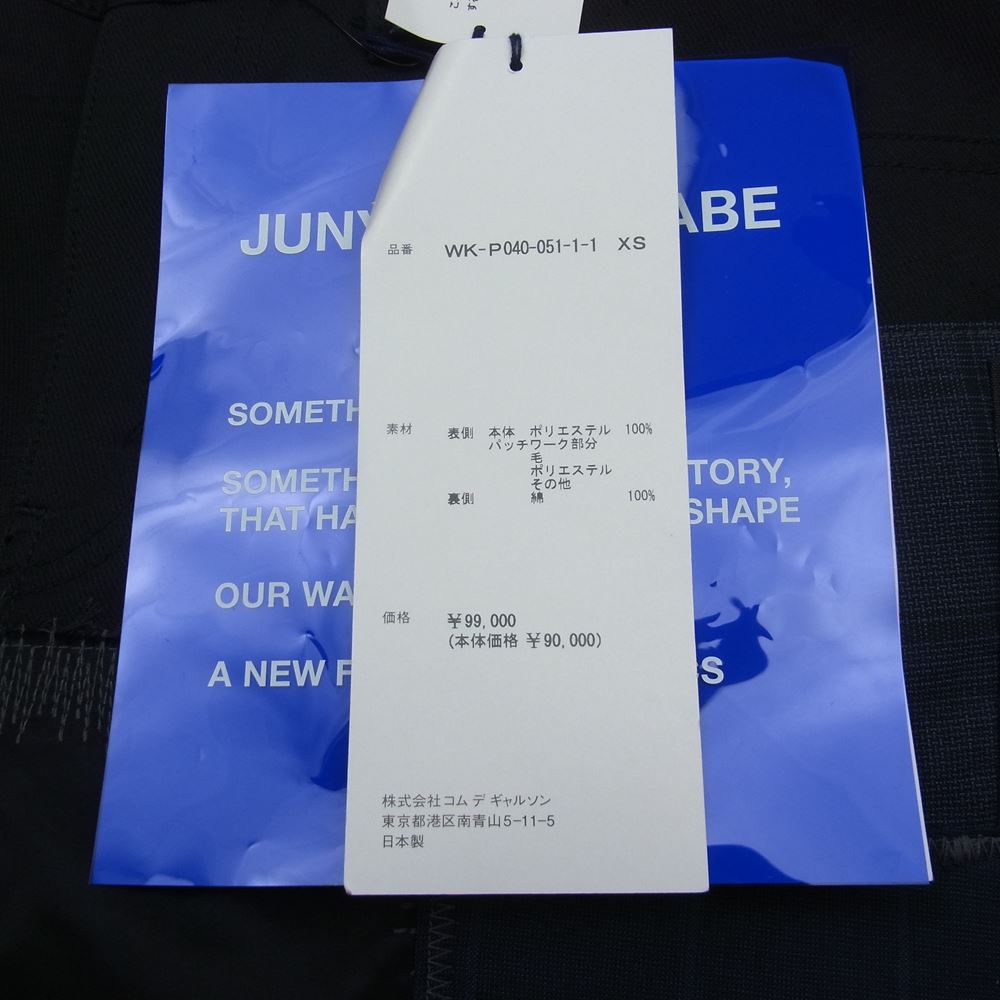 JUN ABE
品番 WK-P040-051-1-1 XS
SOMETH
素材 表側 本体 ポリエステル 100%
パッチワーク部分
毛
ポリエステル
その他
裏側 綿 100%
SOMETH TORY,
THAT HA SHAPE
OUR WA
価格 ¥99,000
(本体価格 ¥90,000)
A NEW F CS
株式会社コム デ ギャルソン
東京都港区南青山5-11-5
日本製